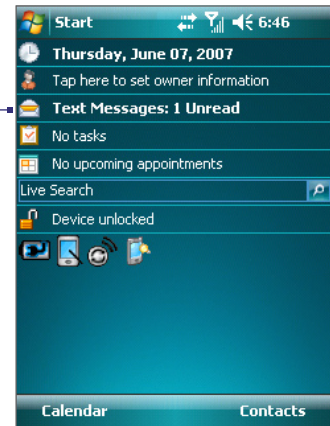 Start 6:46
Thursday, June 07, 2007
Tap here to set owner information
Text Messages: 1 Unread
No tasks
No upcoming appointments
Live Search
Device unlocked
Calendar Contacts